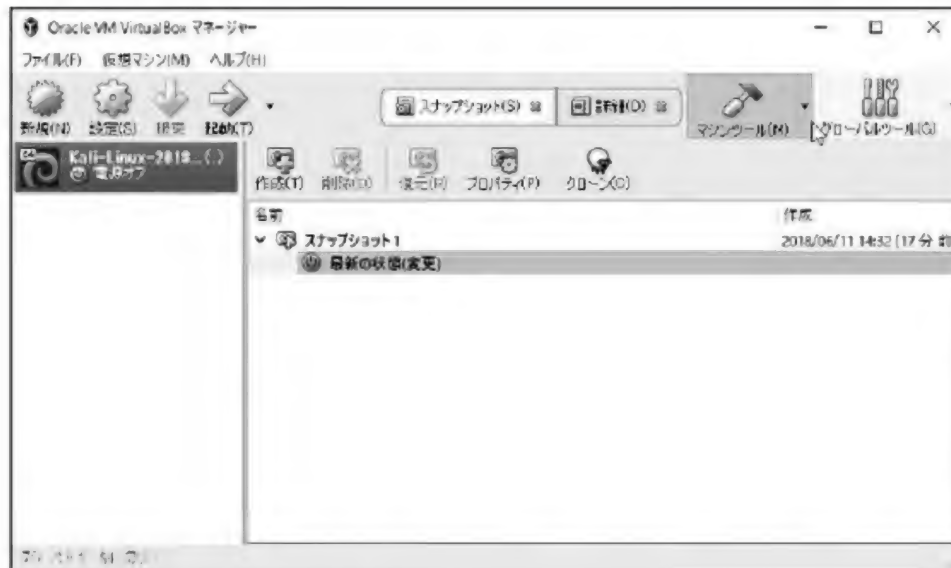 Oracle VM VirtualBox マネージャー
ファイル(F) 仮想マシン(M) ヘルプ(H)
新規(N) 設定(S) 起動(T) スナップショット(S) 詳細(D) マシンツール(M) グローバルツール(G)
64 Kali-Linux-2018...(.)
電源オフ
作成(T) 削除(D) 復元(R) プロパティ(P) クローン(C)
名前 作成
スナップショット 1 2018/06/11 14:32 (17 分 前
最新の状態(変更)